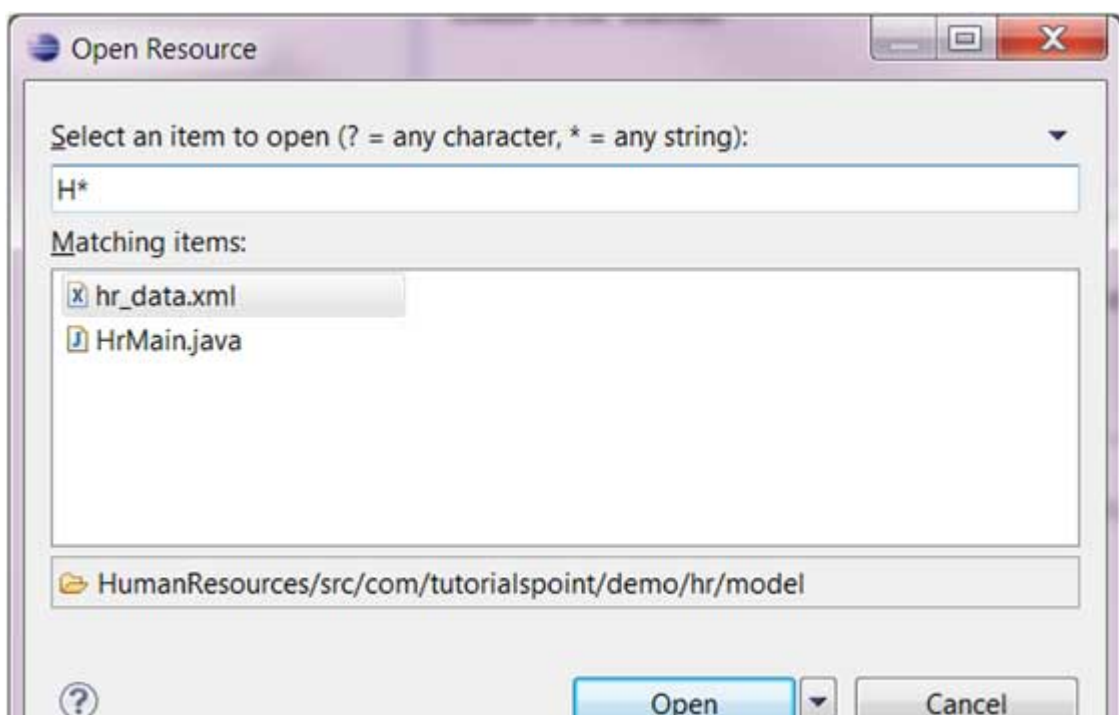 Open Resource
Select an item to open (? = any character, * = any string):
H*
Matching items:
hr_data.xml
HrMain.java
HumanResources/src/com/tutorialspoint/demo/hr/model
Open
Cancel